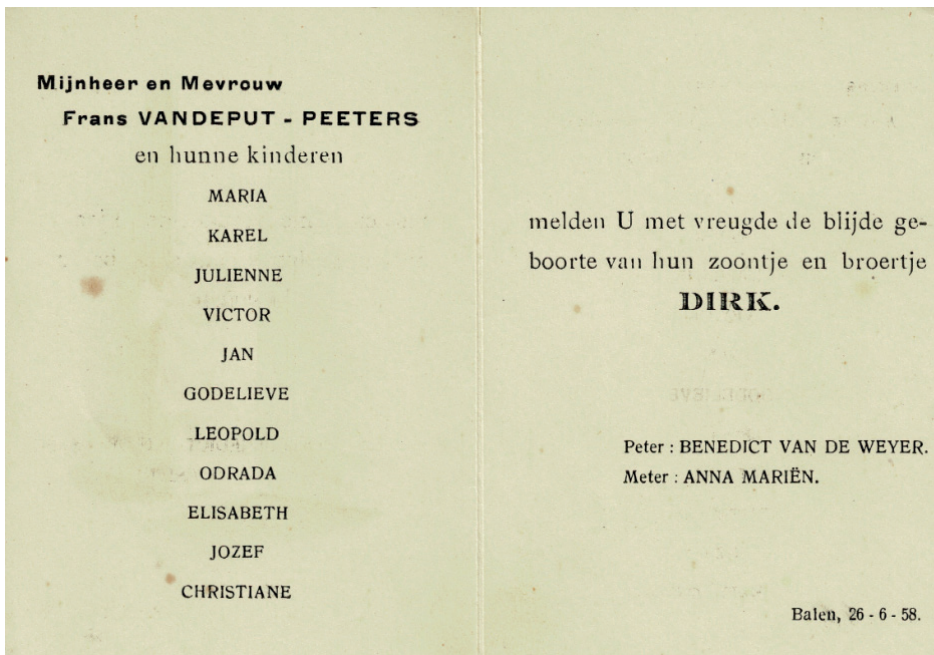 Mijnheer en Mevrouw
Frans VANDEPUT - PEETERS
en hunne kinderen
MARIA
KAREL
JULIENNE
VICTOR
JAN
GODELIEVE
LEOPOLD
ODRADA
ELISABETH
JOZEF
CHRISTIANE
melden U met vreugde de blijde ge-
boorte van hun zoontje en broertje
DIRK.
Peter : BENEDICT VAN DE WEYER.
Meter : ANNA MARIËN.
Balen, 26 - 6 - 58.